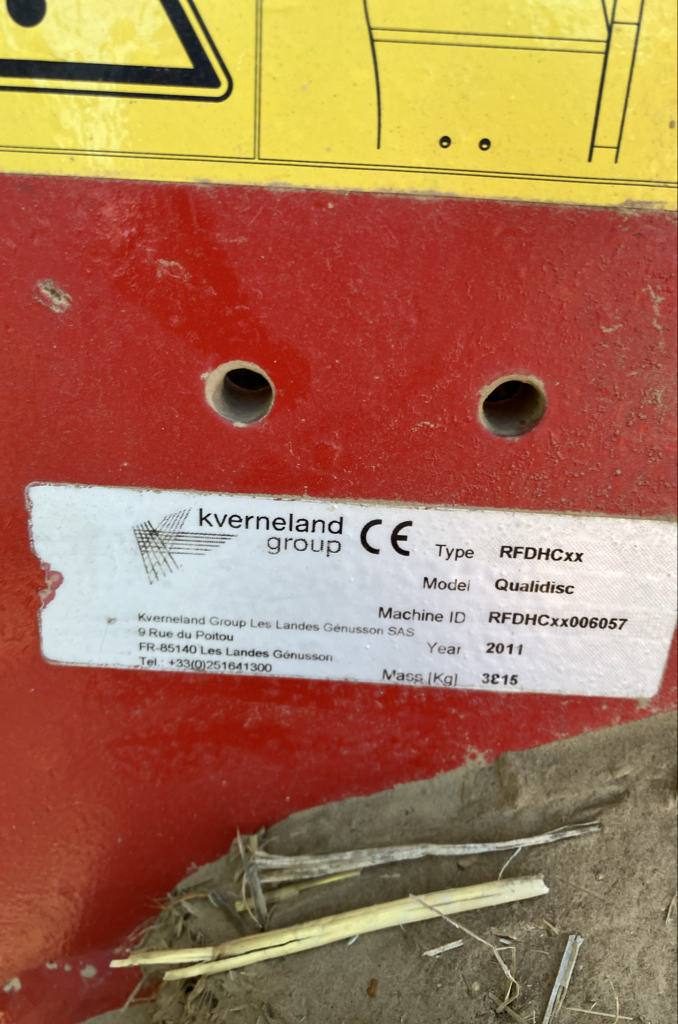 kverneland
group
CE
Type RFDHCxx
Model Qualidisc
Machine ID RFDHCxx006057
Year 2011
Mass [Kg] 3815
Kverneland Group Les Landes Génusson SAS
9 Rue du Poitou
FR-85140 Les Landes Génusson
Tel.: +33(0)251641300